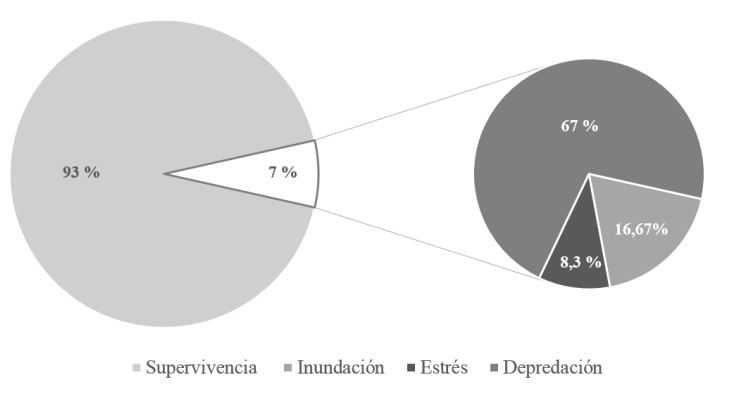 67 %
93 %
7 %
16,67%
8,3 %
Supervivencia
Inundación
Estrés
Depredación